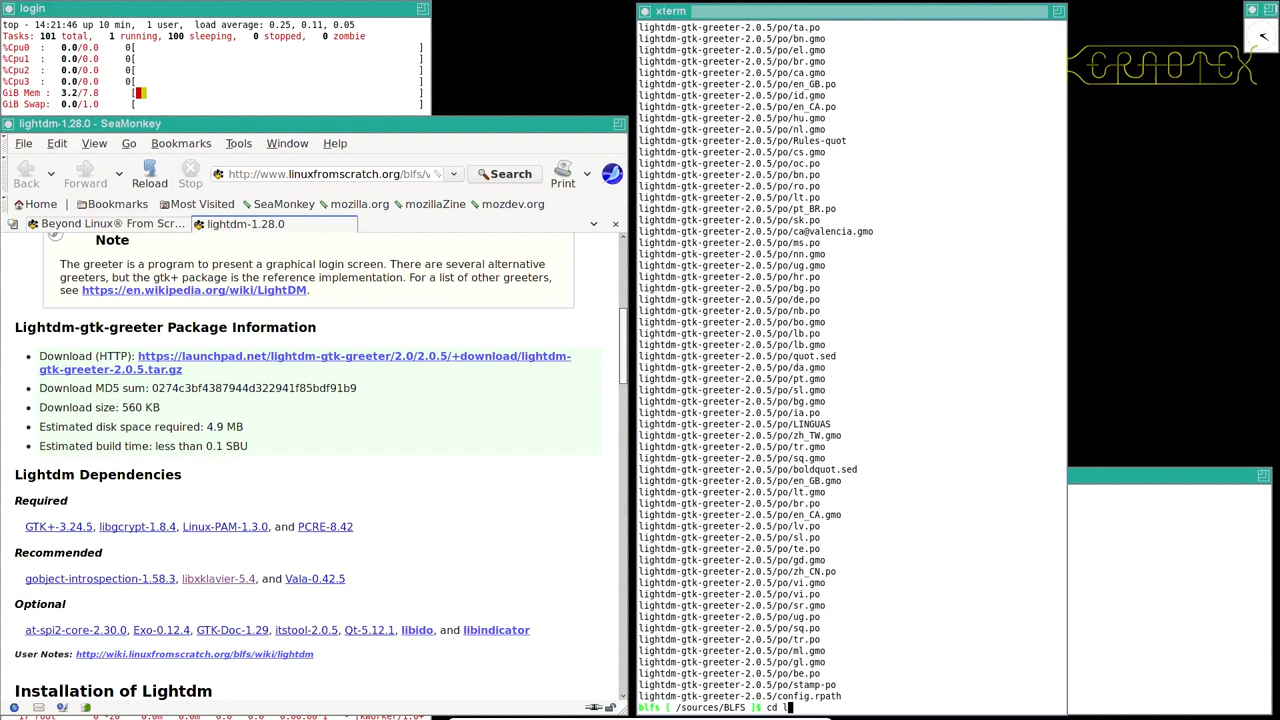 login
top - 14:21:46 up 10 min, 1 user, load average: 0.25, 0.11, 0.05
Tasks: 101 total, 1 running, 100 sleeping, 0 stopped, 0 zombie
%Cpu0 : 0.0/0.0 0[ ]
%Cpu1 : 0.0/0.0 0[ ]
%Cpu2 : 0.0/0.0 0[ ]
%Cpu3 : 0.0/0.0 0[ ]
GiB Mem : 3.2/7.8 [ ]
GiB Swap: 0.0/1.0 [ ]
lightdm-1.28.0 - SeaMonkey
File Edit View Go Bookmarks Tools Window Help
Back Forward Reload Stop http://www.linuxfromscratch.org/blfs/v Search Print
Home Bookmarks Most Visited SeaMonkey mozilla.org mozillaZine mozdev.org
Beyond Linux® From Scr... lightdm-1.28.0
Note
The greeter is a program to present a graphical login screen. There are several alternative
greeters, but the gtk+ package is the reference implementation. For a list of other greeters,
see https://en.wikipedia.org/wiki/LightDM.
Lightdm-gtk-greeter Package Information
• Download (HTTP): https://launchpad.net/lightdm-gtk-greeter/2.0/2.0.5/+download/lightdm-
gtk-greeter-2.0.5.tar.gz
• Download MD5 sum: 0274c3bf4387944d322941f85bdf91b9
• Download size: 560 KB
• Estimated disk space required: 4.9 MB
• Estimated build time: less than 0.1 SBU
Lightdm Dependencies
Required
GTK+-3.24.5, libgcrypt-1.8.4, Linux-PAM-1.3.0, and PCRE-8.42
Recommended
gobject-introspection-1.58.3, libxklavier-5.4, and Vala-0.42.5
Optional
at-spi2-core-2.30.0, Exo-0.12.4, GTK-Doc-1.29, itstool-2.0.5, Qt-5.12.1, libido, and libindicator
User Notes: http://wiki.linuxfromscratch.org/blfs/wiki/lightdm
Installation of Lightdm
xterm
lightdm-gtk-greeter-2.0.5/po/ta.po
lightdm-gtk-greeter-2.0.5/po/bn.gmo
lightdm-gtk-greeter-2.0.5/po/el.gmo
lightdm-gtk-greeter-2.0.5/po/br.gmo
lightdm-gtk-greeter-2.0.5/po/ca.gmo
lightdm-gtk-greeter-2.0.5/po/en_GB.po
lightdm-gtk-greeter-2.0.5/po/id.gmo
lightdm-gtk-greeter-2.0.5/po/en_CA.po
lightdm-gtk-greeter-2.0.5/po/hu.gmo
lightdm-gtk-greeter-2.0.5/po/nl.gmo
lightdm-gtk-greeter-2.0.5/po/Rules-quot
lightdm-gtk-greeter-2.0.5/po/cs.gmo
lightdm-gtk-greeter-2.0.5/po/oc.po
lightdm-gtk-greeter-2.0.5/po/bn.po
lightdm-gtk-greeter-2.0.5/po/ro.po
lightdm-gtk-greeter-2.0.5/po/lt.po
lightdm-gtk-greeter-2.0.5/po/pt_BR.po
lightdm-gtk-greeter-2.0.5/po/sk.po
lightdm-gtk-greeter-2.0.5/po/ca@valencia.gmo
lightdm-gtk-greeter-2.0.5/po/ms.po
lightdm-gtk-greeter-2.0.5/po/nn.gmo
lightdm-gtk-greeter-2.0.5/po/ug.gmo
lightdm-gtk-greeter-2.0.5/po/hr.po
lightdm-gtk-greeter-2.0.5/po/bg.po
lightdm-gtk-greeter-2.0.5/po/de.po
lightdm-gtk-greeter-2.0.5/po/nb.po
lightdm-gtk-greeter-2.0.5/po/bo.gmo
lightdm-gtk-greeter-2.0.5/po/lb.po
lightdm-gtk-greeter-2.0.5/po/lb.gmo
lightdm-gtk-greeter-2.0.5/po/quot.sed
lightdm-gtk-greeter-2.0.5/po/da.gmo
lightdm-gtk-greeter-2.0.5/po/pt.gmo
lightdm-gtk-greeter-2.0.5/po/sl.gmo
lightdm-gtk-greeter-2.0.5/po/bg.gmo
lightdm-gtk-greeter-2.0.5/po/ia.po
lightdm-gtk-greeter-2.0.5/po/LINGUAS
lightdm-gtk-greeter-2.0.5/po/zh_TW.gmo
lightdm-gtk-greeter-2.0.5/po/tr.gmo
lightdm-gtk-greeter-2.0.5/po/sq.gmo
lightdm-gtk-greeter-2.0.5/po/boldquot.sed
lightdm-gtk-greeter-2.0.5/po/en_GB.gmo
lightdm-gtk-greeter-2.0.5/po/lt.gmo
lightdm-gtk-greeter-2.0.5/po/br.po
lightdm-gtk-greeter-2.0.5/po/en_CA.gmo
lightdm-gtk-greeter-2.0.5/po/lv.po
lightdm-gtk-greeter-2.0.5/po/sl.po
lightdm-gtk-greeter-2.0.5/po/te.po
lightdm-gtk-greeter-2.0.5/po/gd.gmo
lightdm-gtk-greeter-2.0.5/po/zh_CN.po
lightdm-gtk-greeter-2.0.5/po/vi.gmo
lightdm-gtk-greeter-2.0.5/po/vi.po
lightdm-gtk-greeter-2.0.5/po/sr.gmo
lightdm-gtk-greeter-2.0.5/po/ug.po
lightdm-gtk-greeter-2.0.5/po/sq.po
lightdm-gtk-greeter-2.0.5/po/tr.po
lightdm-gtk-greeter-2.0.5/po/ml.gmo
lightdm-gtk-greeter-2.0.5/po/gl.gmo
lightdm-gtk-greeter-2.0.5/po/be.po
lightdm-gtk-greeter-2.0.5/po/stamp-po
lightdm-gtk-greeter-2.0.5/config.rpath
blfs [ /sources/BLFS ]$ cd l